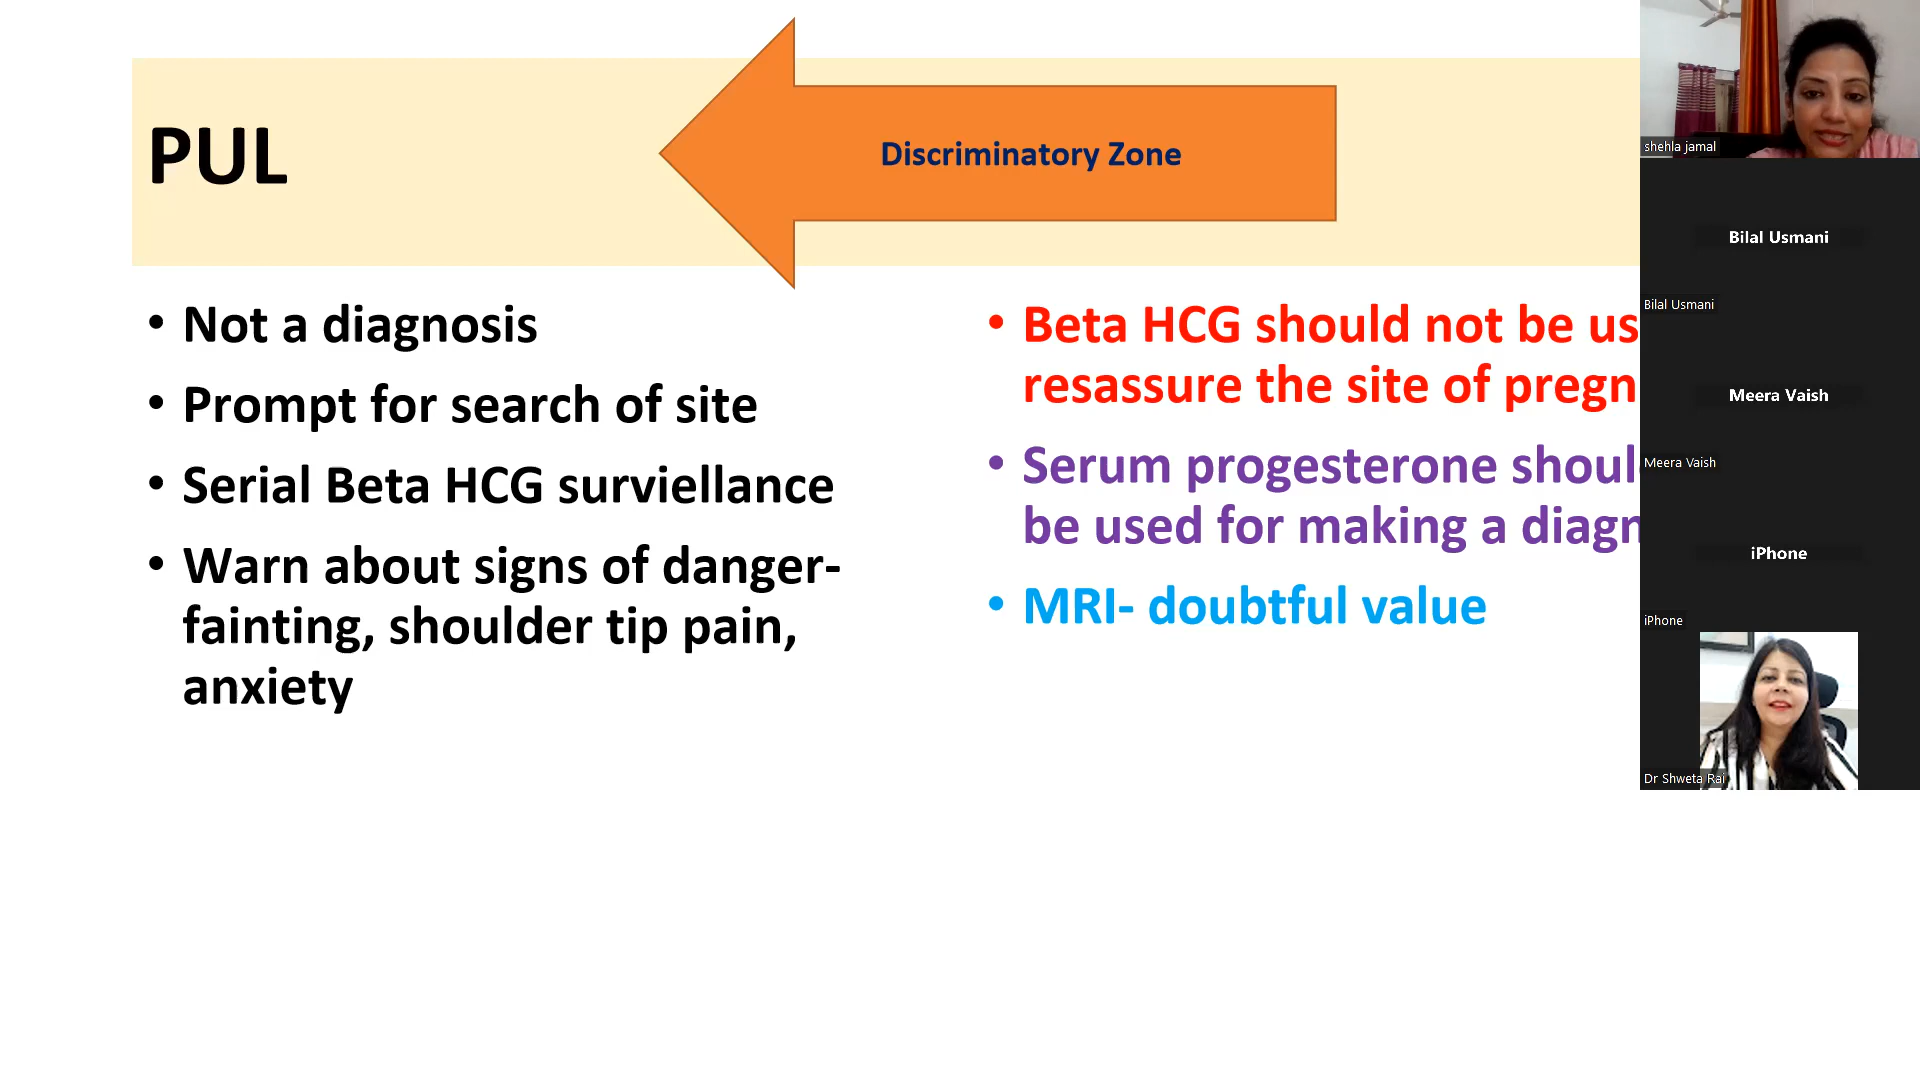 PUL
Discriminatory Zone
• Not a diagnosis
• Prompt for search of site
• Serial Beta HCG surviellance
• Warn about signs of danger-
fainting, shoulder tip pain,
anxiety
• Beta HCG should not be us
resassure the site of pregn
• Serum progesterone shoul
be used for making a diagn
• MRI- doubtful value
shehla jamal
Bilal Usmani
Bilal Usmani
Meera Vaish
Meera Vaish
iPhone
iPhone
Dr Shweta Rai